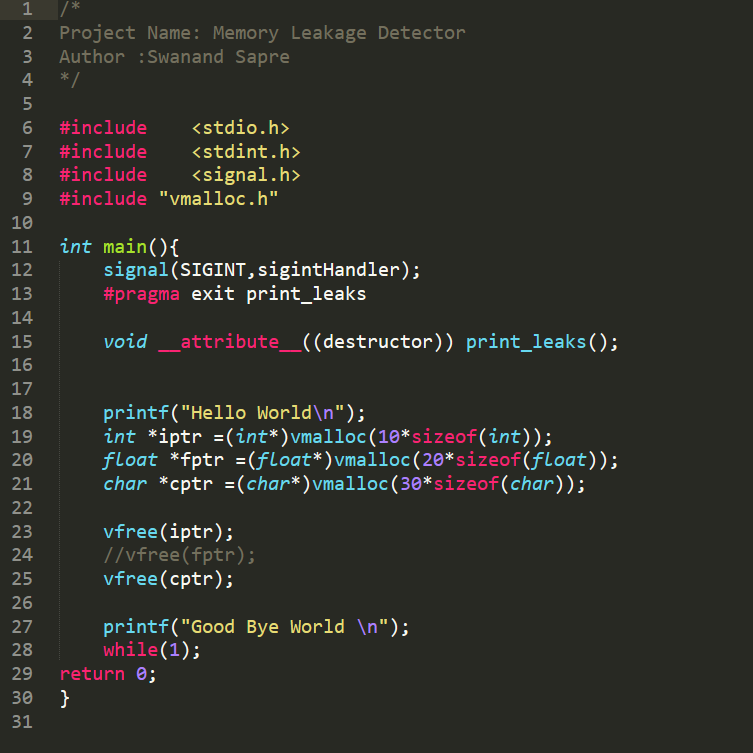 1 /*
2 Project Name: Memory Leakage Detector
3 Author :Swanand Sapre
4 */
5
6 #include    <stdio.h>
7 #include    <stdint.h>
8 #include    <signal.h>
9 #include "vmalloc.h"
10
11 int main(){
12     signal(SIGINT,sigintHandler);
13     #pragma exit print_leaks
14
15     void __attribute__((destructor)) print_leaks();
16
17
18     printf("Hello World\n");
19     int *iptr =(int*)vmalloc(10*sizeof(int));
20     float *fptr =(float*)vmalloc(20*sizeof(float));
21     char *cptr =(char*)vmalloc(30*sizeof(char));
22
23     vfree(iptr);
24     //vfree(fptr);
25     vfree(cptr);
26
27     printf("Good Bye World \n");
28     while(1);
29 return 0;
30 }
31